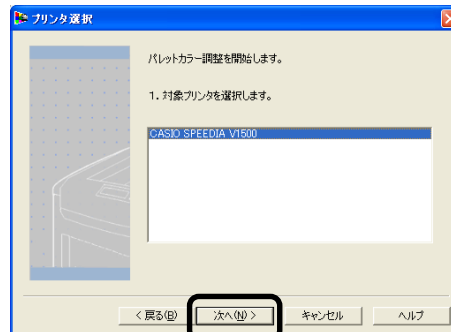 プリンタ選択
パレットカラー調整を開始します。
1. 対象プリンタを選択します。
CASIO SPEEDIA V1500
< 戻る(B) 次へ(N) > キャンセル ヘルプ